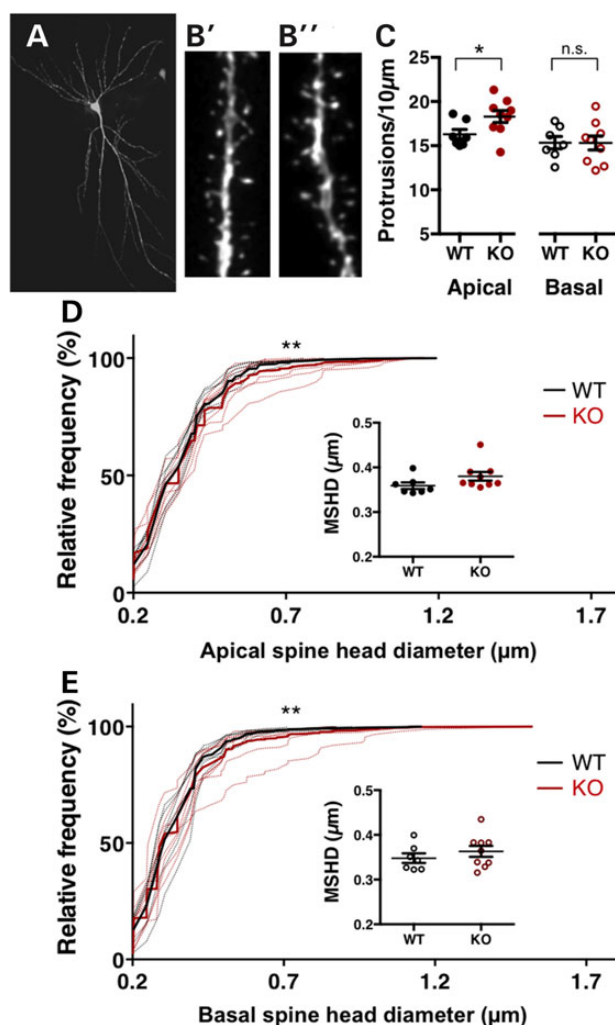 A
B′
B′′
C
Protrusions/10µm
25
20
15
10
5
*
n.s.
WT
KO
WT
KO
Apical
Basal
D
Relative frequency (%)
100
50
0
**
WT
KO
MSHD (µm)
0.5
0.4
0.3
0.2
WT
KO
0.2
0.7
1.2
1.7
Apical spine head diameter (µm)
E
Relative frequency (%)
100
50
0
**
WT
KO
MSHD (µm)
0.5
0.4
0.3
0.2
WT
KO
0.2
0.7
1.2
1.7
Basal spine head diameter (µm)